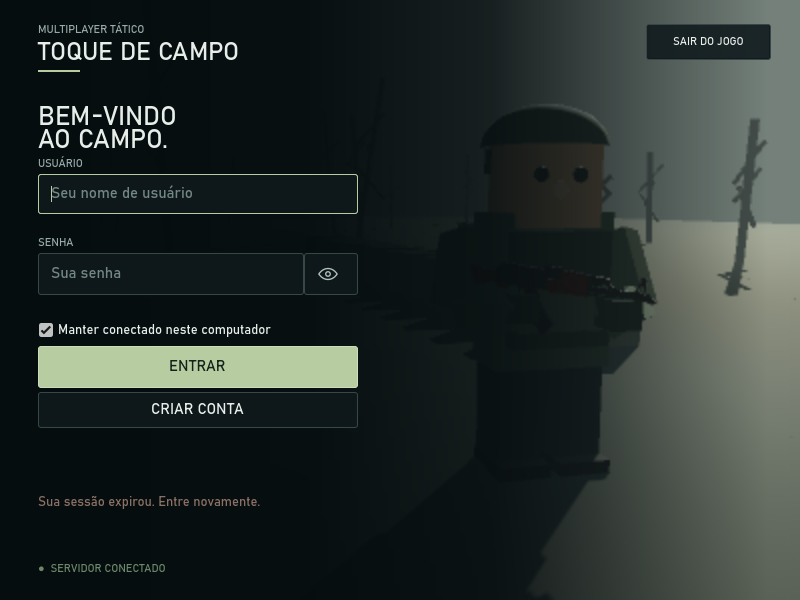 MULTIPLAYER TÁTICO
TOQUE DE CAMPO
SAIR DO JOGO
BEM-VINDO
AO CAMPO.
USUÁRIO
Seu nome de usuário
SENHA
Sua senha
Manter conectado neste computador
ENTRAR
CRIAR CONTA
Sua sessão expirou. Entre novamente.
● SERVIDOR CONECTADO